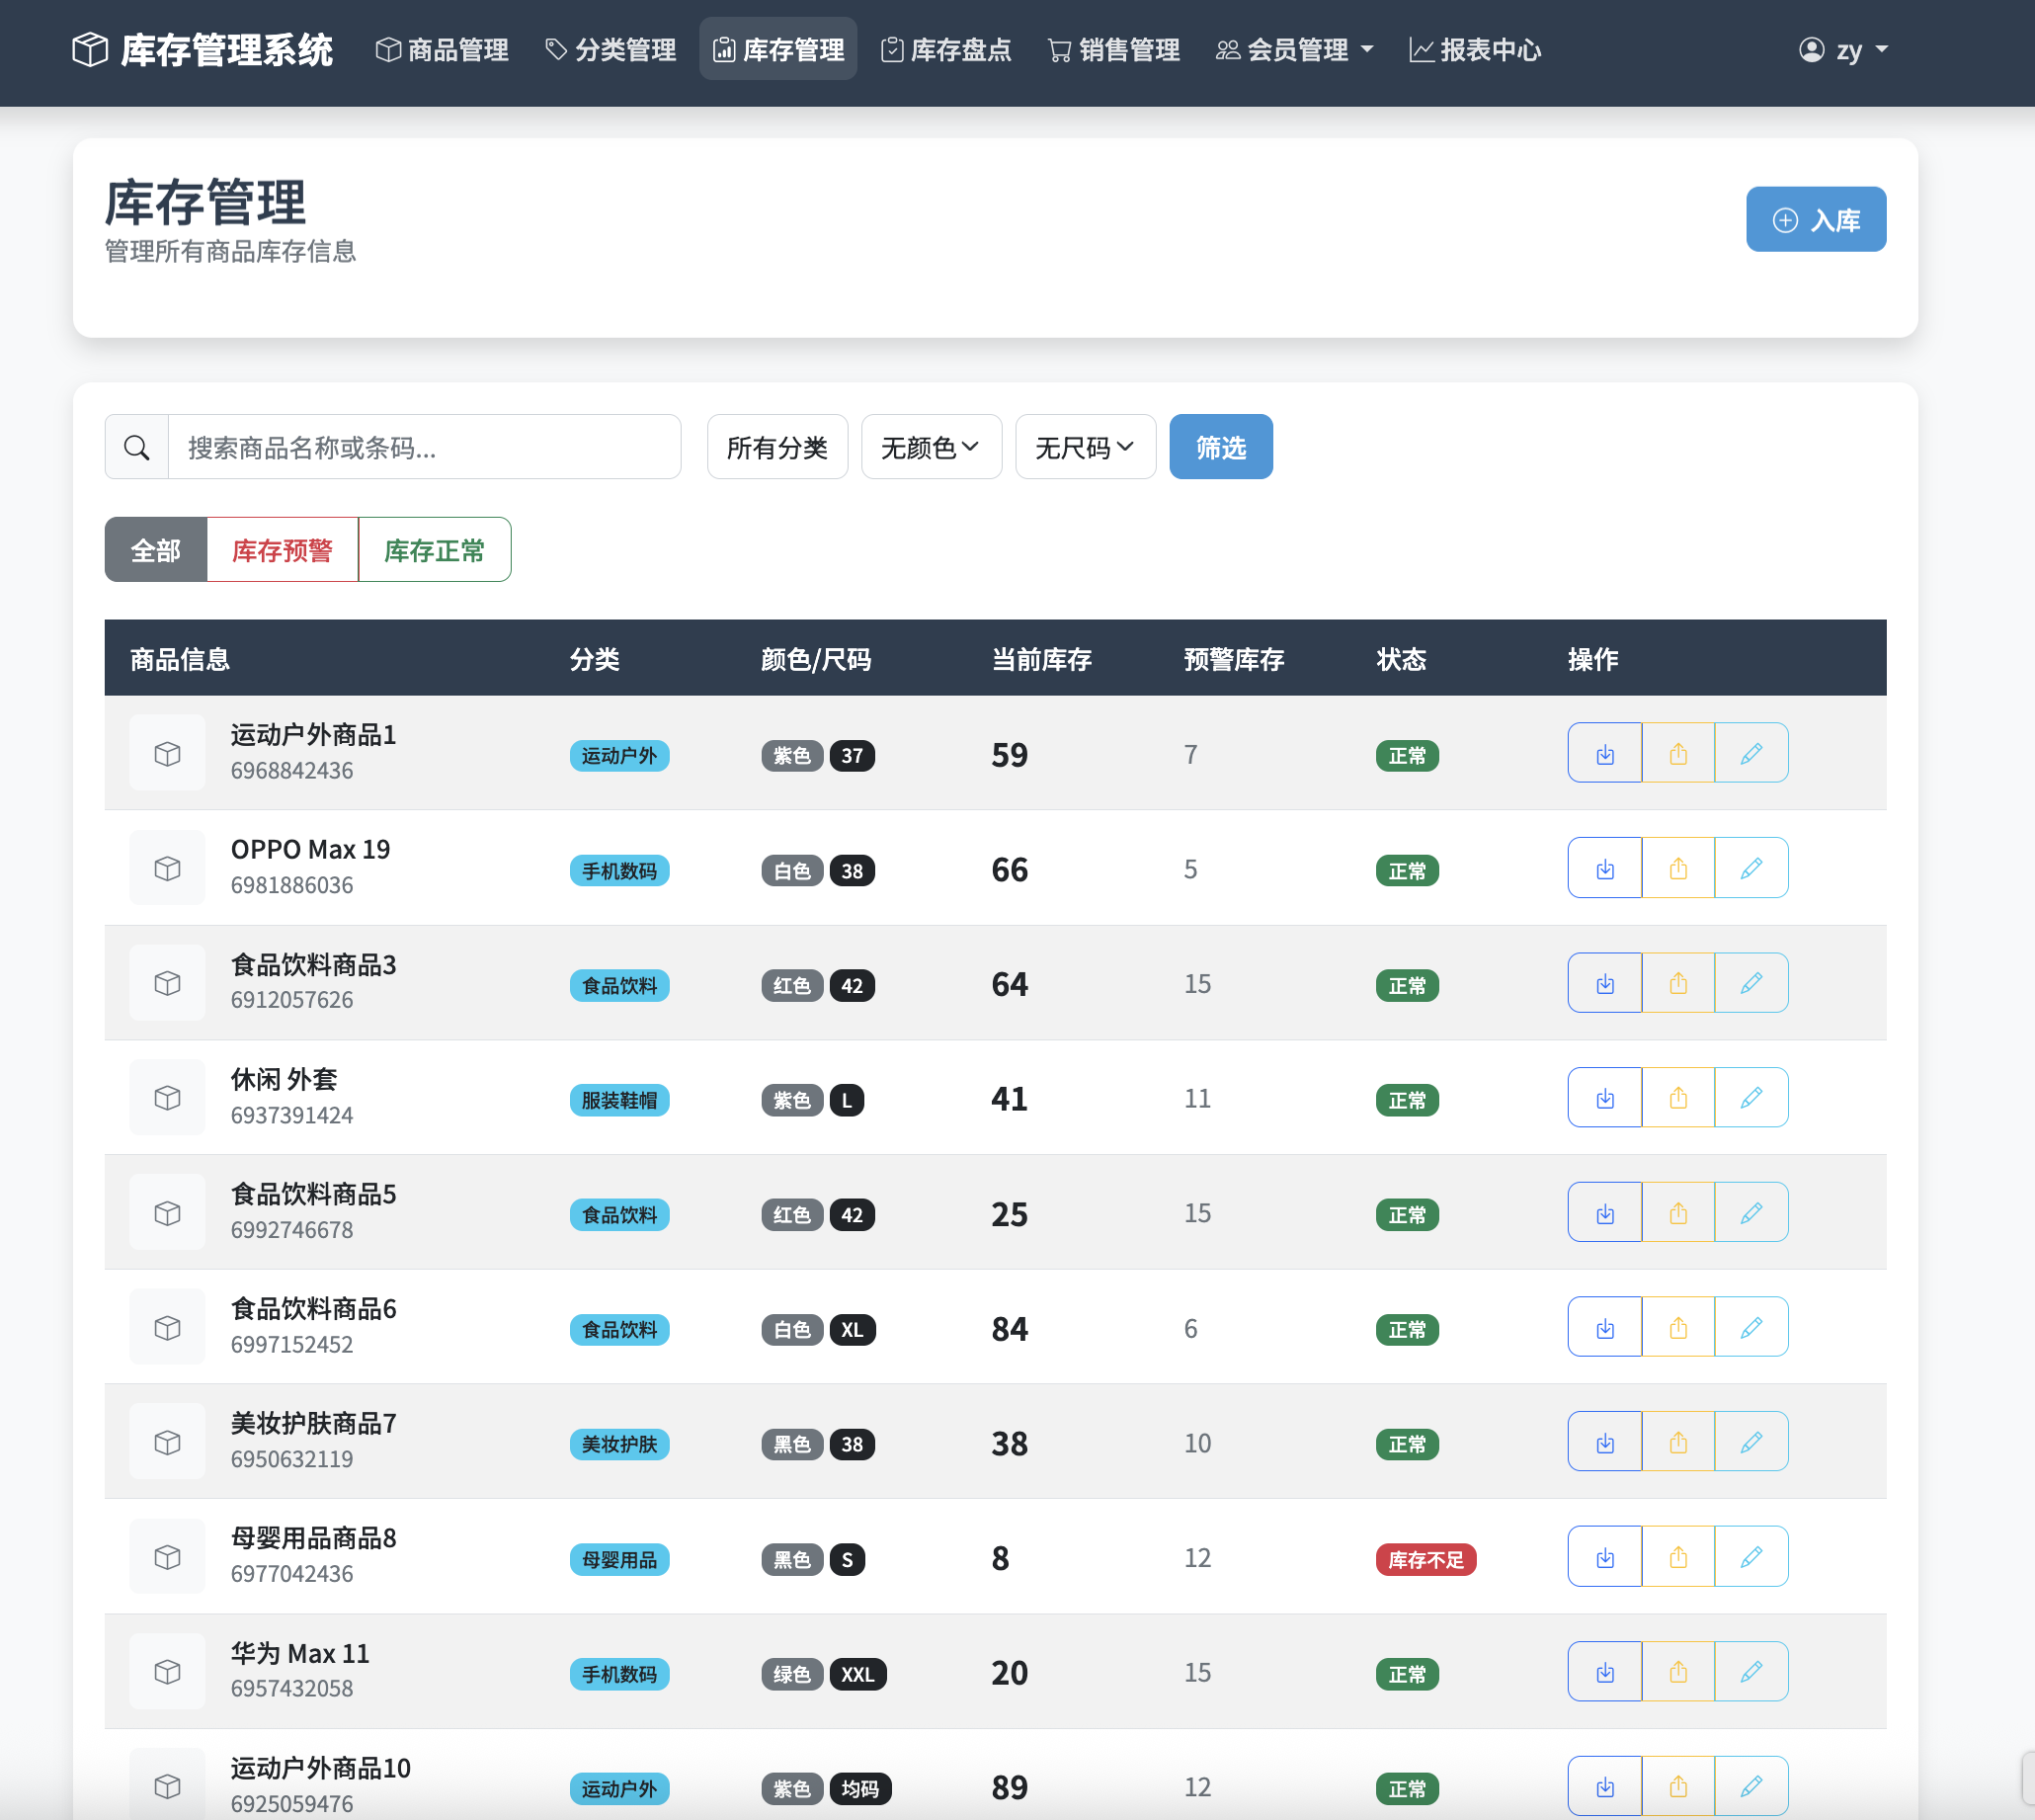 库存管理系统 商品管理 分类管理 库存管理 库存盘点 销售管理 会员管理 报表中心 zy
库存管理
管理所有商品库存信息
入库
搜索商品名称或条码... 所有分类 无颜色 无尺码 筛选
全部 库存预警 库存正常
商品信息 分类 颜色/尺码 当前库存 预警库存 状态 操作
运动户外商品1
6968842436
运动户外 紫色 37 59 7 正常
OPPO Max 19
6981886036
手机数码 白色 38 66 5 正常
食品饮料商品3
6912057626
食品饮料 红色 42 64 15 正常
休闲 外套
6937391424
服装鞋帽 紫色 L 41 11 正常
食品饮料商品5
6992746678
食品饮料 红色 42 25 15 正常
食品饮料商品6
6997152452
食品饮料 白色 XL 84 6 正常
美妆护肤商品7
6950632119
美妆护肤 黑色 38 38 10 正常
母婴用品商品8
6977042436
母婴用品 黑色 S 8 12 库存不足
华为 Max 11
6957432058
手机数码 绿色 XXL 20 15 正常
运动户外商品10
6925059476
运动户外 紫色 均码 89 12 正常